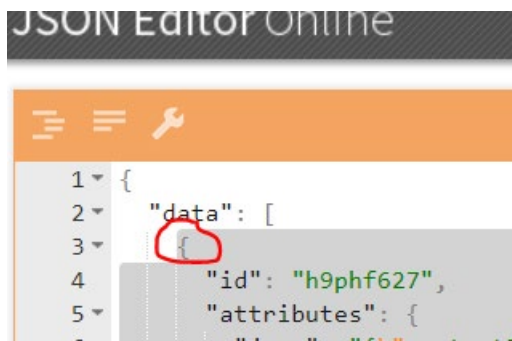 JSON Editor Online
1 {
2 "data": [
3 {
4 "id": "h9phf627",
5 "attributes": {